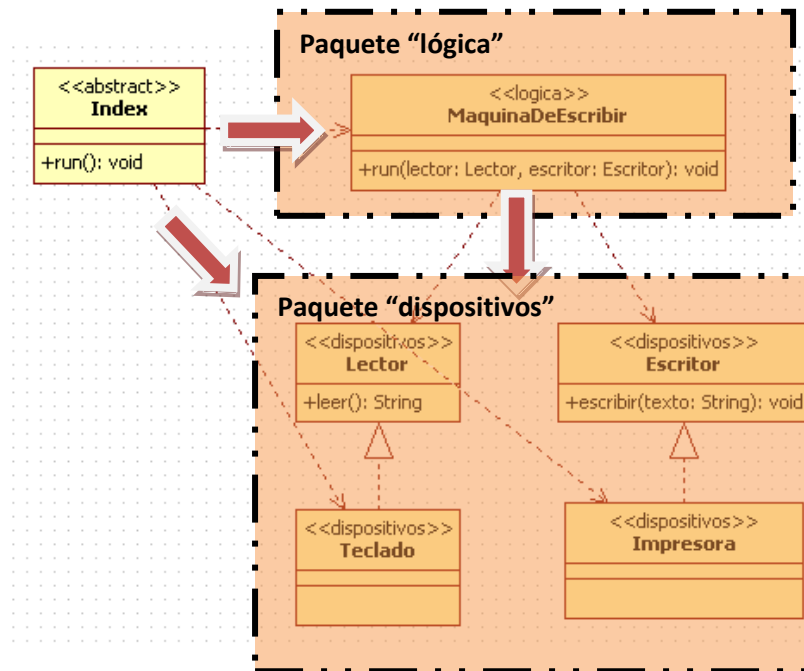 Paquete “lógica”
<<abstract>>
Index
+run(): void
<<logica>>
MaquinaDeEscribir
+run(lector: Lector, escritor: Escritor): void
Paquete “dispositivos”
<<dispositivos>>
Lector
+leer(): String
<<dispositivos>>
Escritor
+escribir(texto: String): void
<<dispositivos>>
Teclado
<<dispositivos>>
Impresora